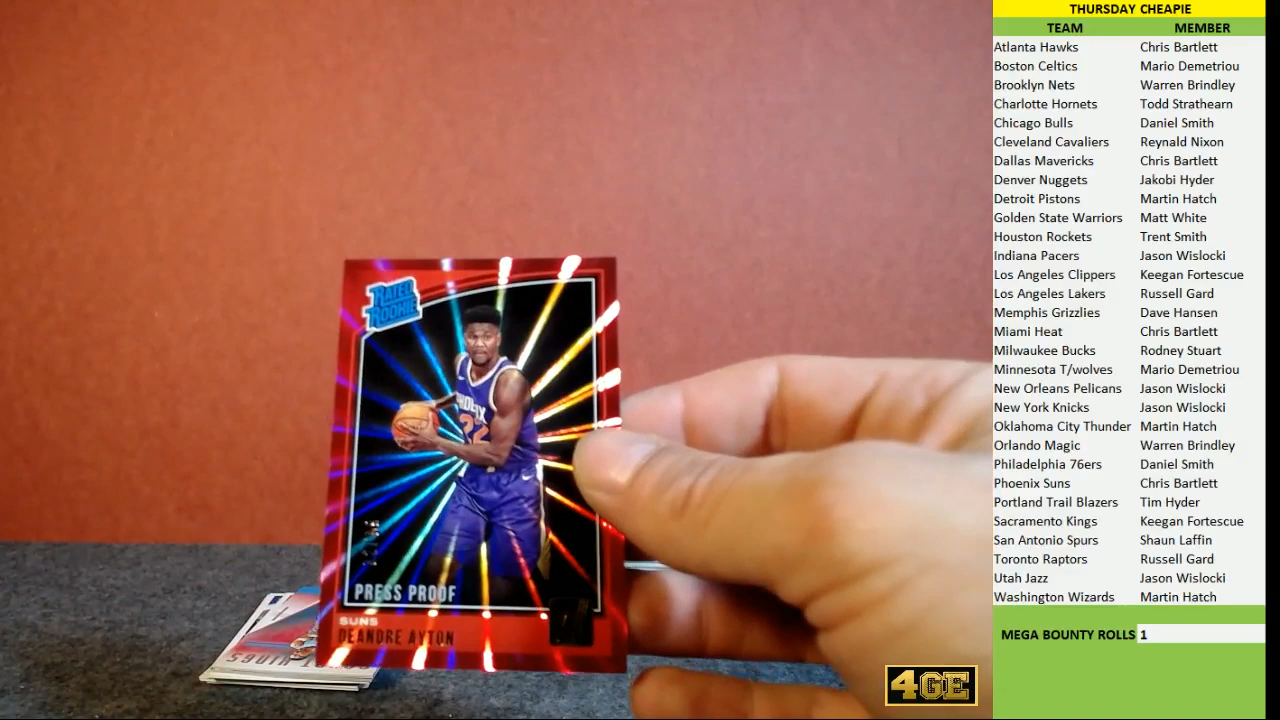 RATED
ROOKIE
PHOENIX
22
PRESS PROOF
SUNS
DEANDRE AYTON
4GE
THURSDAY CHEAPIE
TEAM MEMBER
Atlanta Hawks Chris Bartlett
Boston Celtics Mario Demetriou
Brooklyn Nets Warren Brindley
Charlotte Hornets Todd Strathearn
Chicago Bulls Daniel Smith
Cleveland Cavaliers Reynald Nixon
Dallas Mavericks Chris Bartlett
Denver Nuggets Jakobi Hyder
Detroit Pistons Martin Hatch
Golden State Warriors Matt White
Houston Rockets Trent Smith
Indiana Pacers Jason Wislocki
Los Angeles Clippers Keegan Fortescue
Los Angeles Lakers Russell Gard
Memphis Grizzlies Dave Hansen
Miami Heat Chris Bartlett
Milwaukee Bucks Rodney Stuart
Minnesota T/wolves Mario Demetriou
New Orleans Pelicans Jason Wislocki
New York Knicks Jason Wislocki
Oklahoma City Thunder Martin Hatch
Orlando Magic Warren Brindley
Philadelphia 76ers Daniel Smith
Phoenix Suns Chris Bartlett
Portland Trail Blazers Tim Hyder
Sacramento Kings Keegan Fortescue
San Antonio Spurs Shaun Laffin
Toronto Raptors Russell Gard
Utah Jazz Jason Wislocki
Washington Wizards Martin Hatch
MEGA BOUNTY ROLLS 1